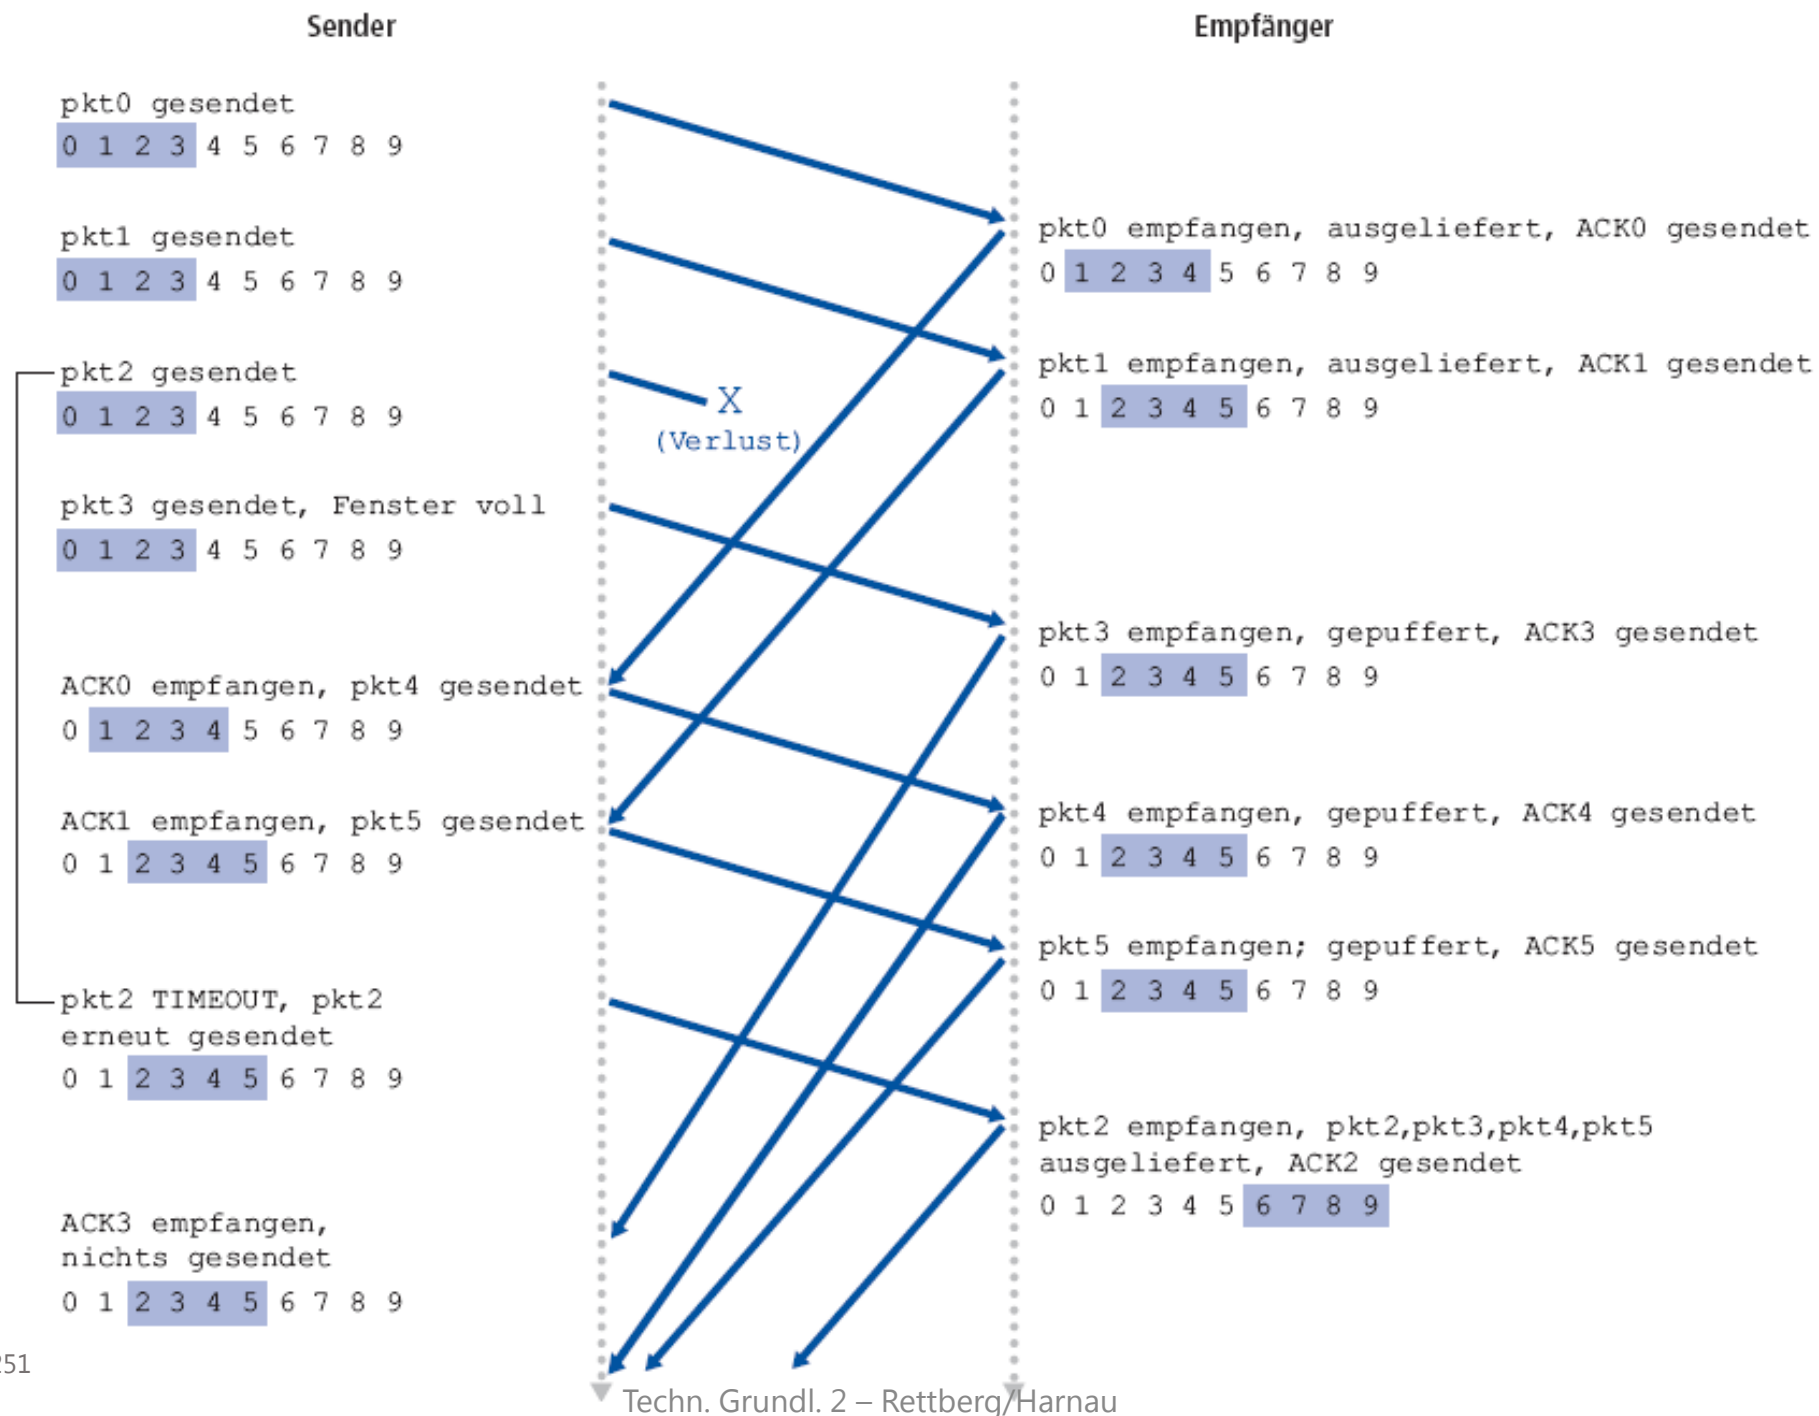 Sender
Empfänger
pkt0 gesendet
0 1 2 3 4 5 6 7 8 9
pkt1 gesendet
0 1 2 3 4 5 6 7 8 9
pkt2 gesendet
0 1 2 3 4 5 6 7 8 9
pkt3 gesendet, Fenster voll
0 1 2 3 4 5 6 7 8 9
ACK0 empfangen, pkt4 gesendet
0 1 2 3 4 5 6 7 8 9
ACK1 empfangen, pkt5 gesendet
0 1 2 3 4 5 6 7 8 9
pkt2 TIMEOUT, pkt2
erneut gesendet
0 1 2 3 4 5 6 7 8 9
ACK3 empfangen,
nichts gesendet
0 1 2 3 4 5 6 7 8 9
X
(Verlust)
pkt0 empfangen, ausgeliefert, ACK0 gesendet
0 1 2 3 4 5 6 7 8 9
pkt1 empfangen, ausgeliefert, ACK1 gesendet
0 1 2 3 4 5 6 7 8 9
pkt3 empfangen, gepuffert, ACK3 gesendet
0 1 2 3 4 5 6 7 8 9
pkt4 empfangen, gepuffert, ACK4 gesendet
0 1 2 3 4 5 6 7 8 9
pkt5 empfangen; gepuffert, ACK5 gesendet
0 1 2 3 4 5 6 7 8 9
pkt2 empfangen, pkt2,pkt3,pkt4,pkt5
ausgeliefert, ACK2 gesendet
0 1 2 3 4 5 6 7 8 9
251
Techn. Grundl. 2 – Rettberg/Harnau